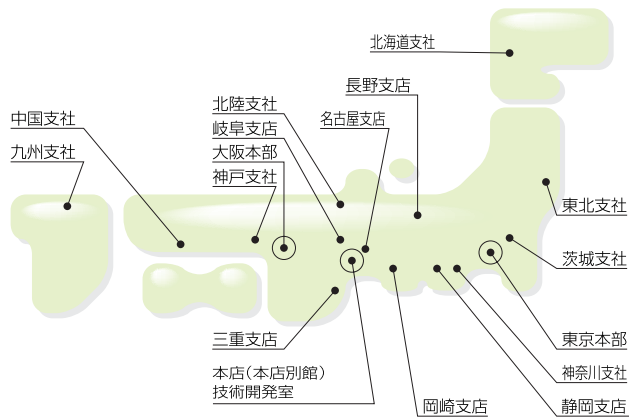 北海道支社
長野支店
北陸支社
名古屋支店
中国支社
岐阜支店
九州支社
大阪本部
神戸支社
東北支社
茨城支社
三重支店
東京本部
本店(本店別館)
技術開発室
神奈川支社
岡崎支店
静岡支店